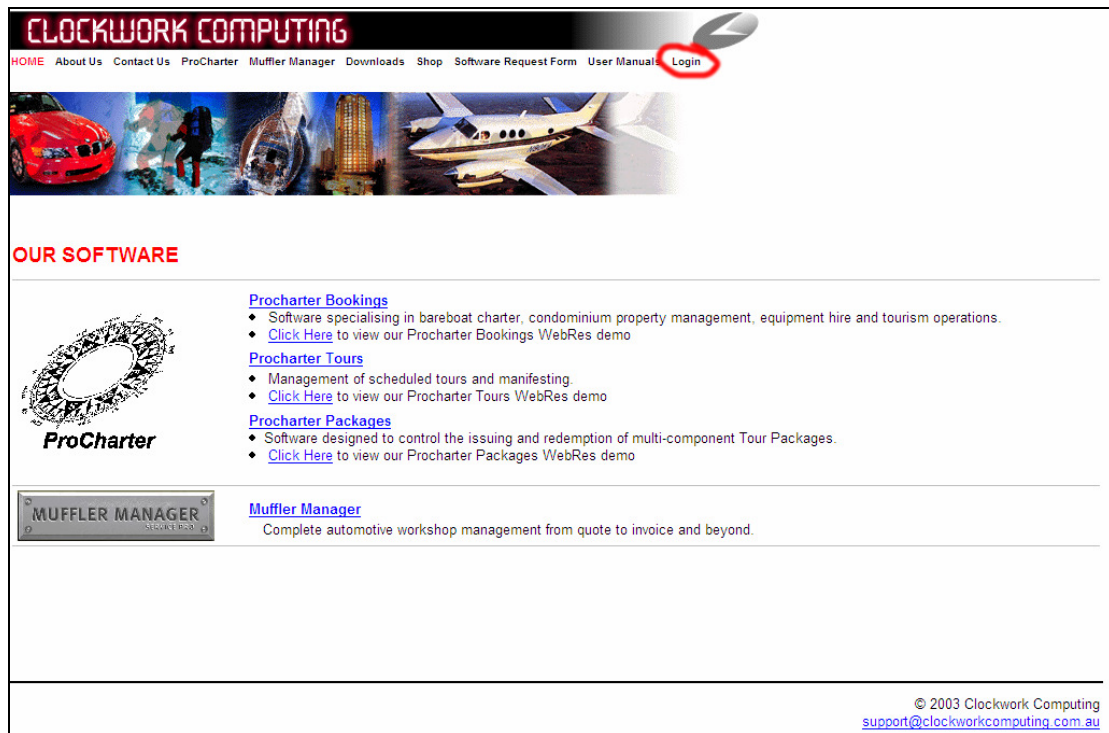 CLOCKWORK COMPUTING
HOME About Us Contact Us ProCharter Muffler Manager Downloads Shop Software Request Form User Manuals Login
OUR SOFTWARE
Procharter Bookings
Software specialising in bareboat charter, condominium property management, equipment hire and tourism operations.
Click Here to view our Procharter Bookings WebRes demo
Procharter Tours
Management of scheduled tours and manifesting.
Click Here to view our Procharter Tours WebRes demo
Procharter Packages
Software designed to control the issuing and redemption of multi-component Tour Packages.
Click Here to view our Procharter Packages WebRes demo
ProCharter
MUFFLER MANAGER
SERVICE PRO
Muffler Manager
Complete automotive workshop management from quote to invoice and beyond.
© 2003 Clockwork Computing
support@clockworkcomputing.com.au